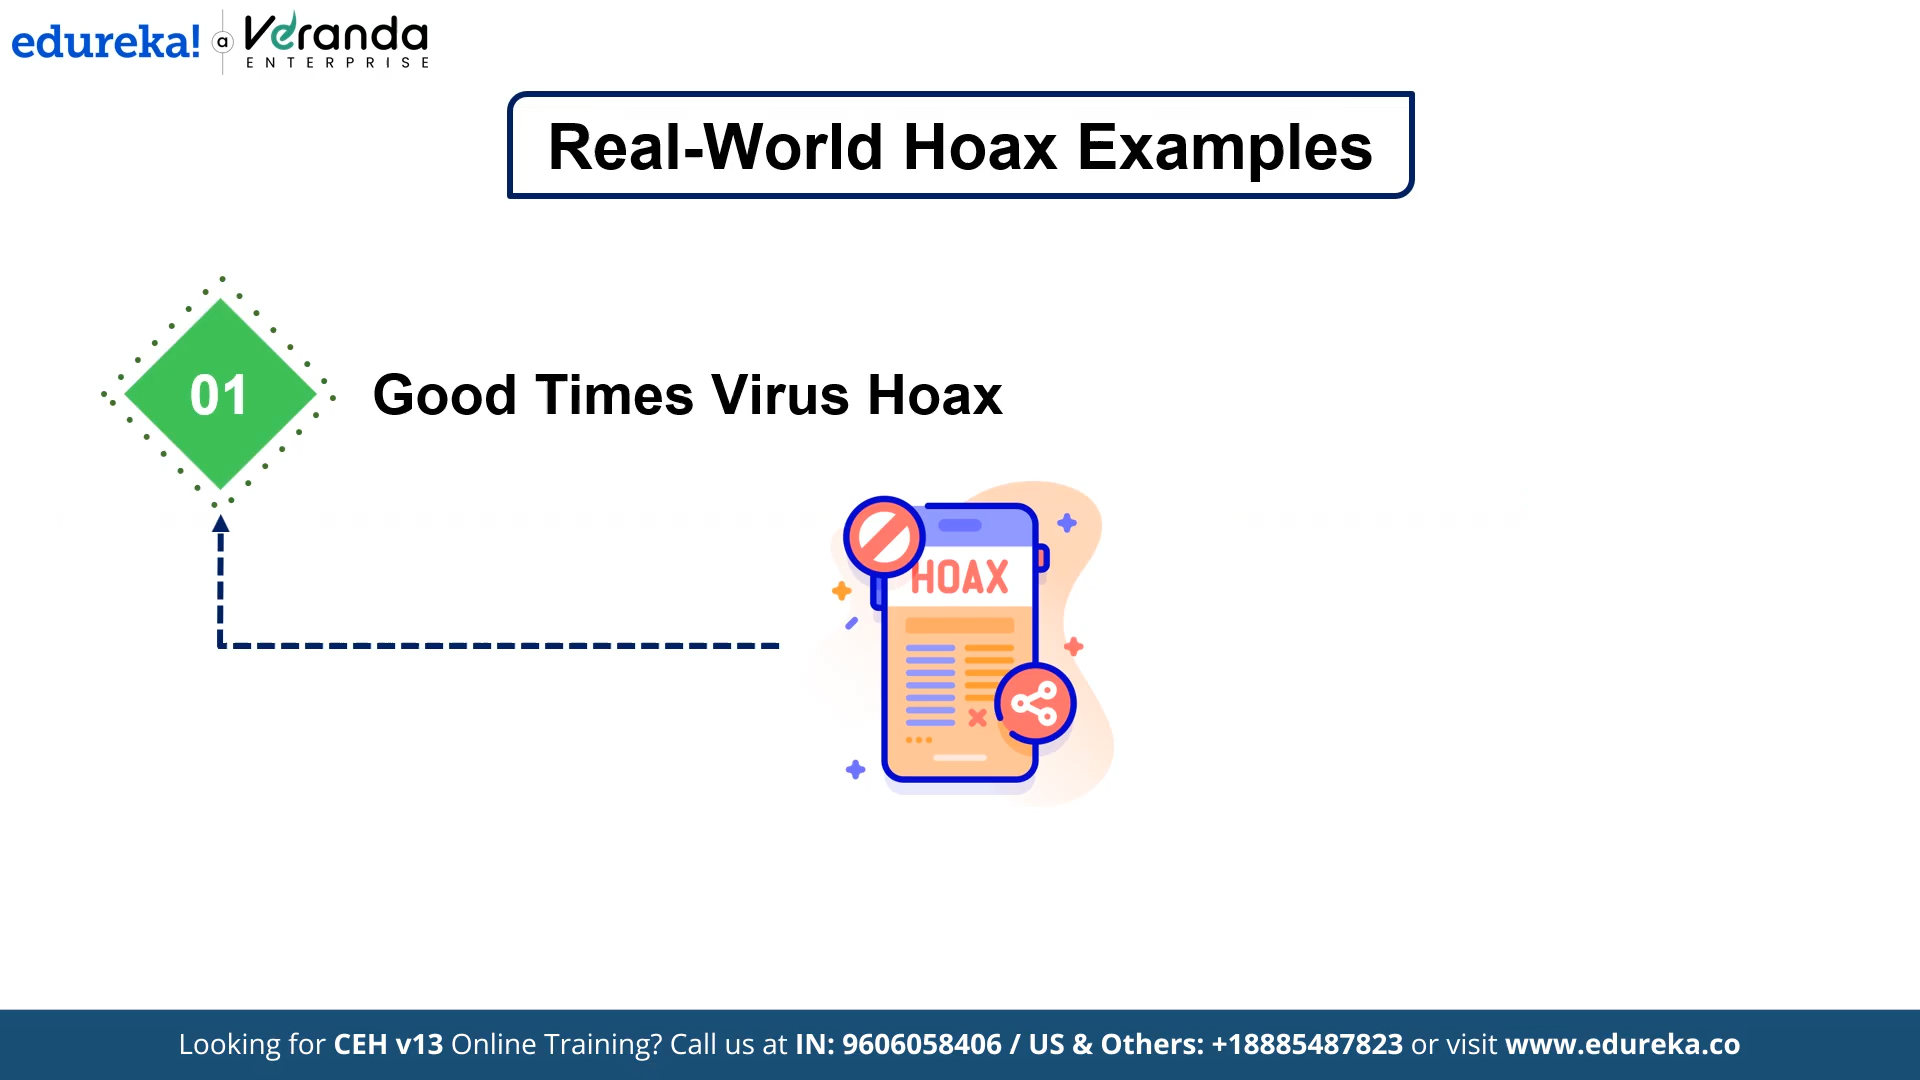 edureka! a Veranda
ENTERPRISE
Real-World Hoax Examples
01
Good Times Virus Hoax
HOAX
Looking for CEH v13 Online Training? Call us at IN: 9606058406 / US & Others: +18885487823 or visit www.edureka.co